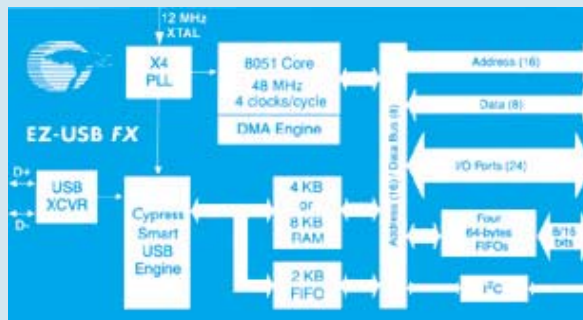 12 MHz
XTAL
X4
PLL
8051 Core
48 MHz
4 clocks/cycle
DMA Engine
EZ-USB FX
D+
D-
USB
XCVR
Cypress
Smart
USB
Engine
4 KB
or
8 KB
RAM
2 KB
FIFO
Address (16) / Data Bus (8)
Address (16)
Data (8)
I/O Ports (24)
Four
64-bytes
FIFOs
8/16
I²C